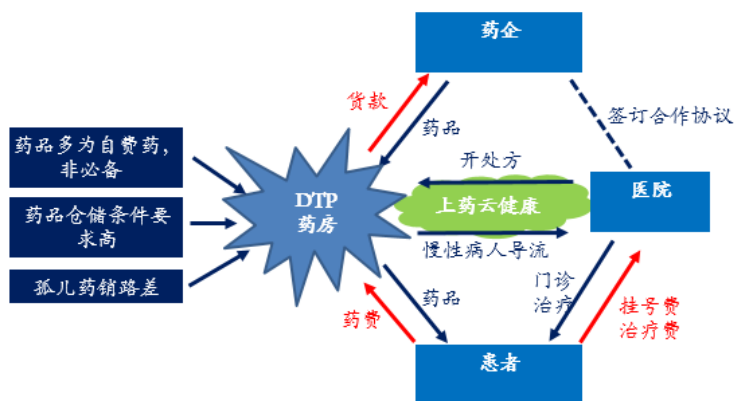 药企
货款
药品
签订合作协议
药品多为自费药，
非必备
开处方
医院
DTP
药房
上药云健康
药品仓储条件要
求高
慢性病人导流
孤儿药销路差
药品
门诊
治疗
药费
挂号费
治疗费
患者